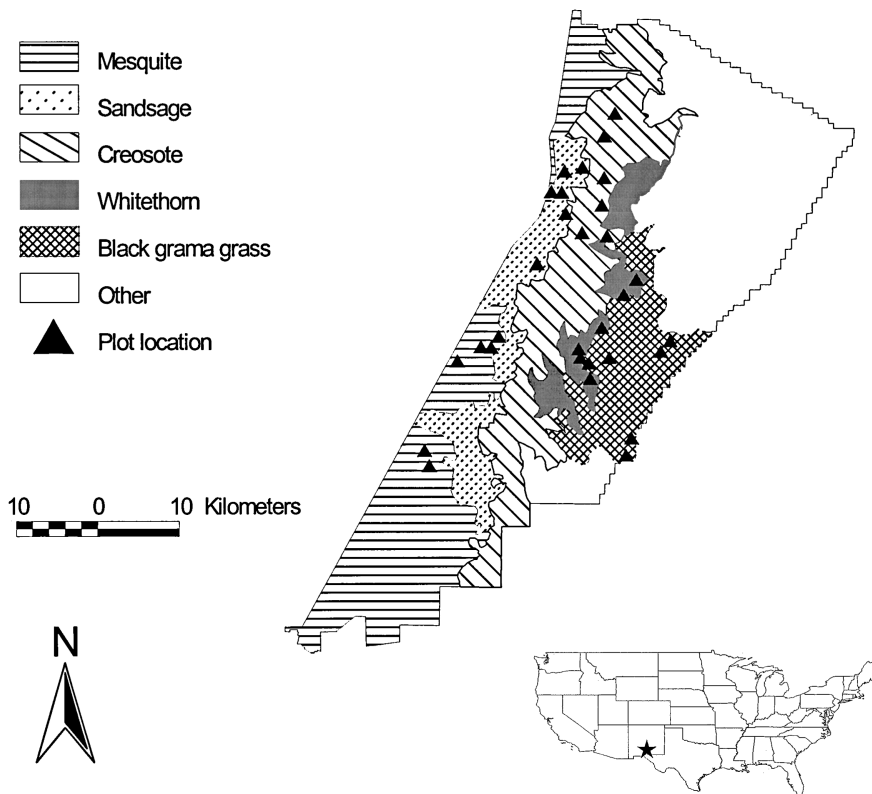 Mesquite
Sandsage
Creosote
Whitethorn
Black grama grass
Other
Plot location
10 0 10 Kilometers
N